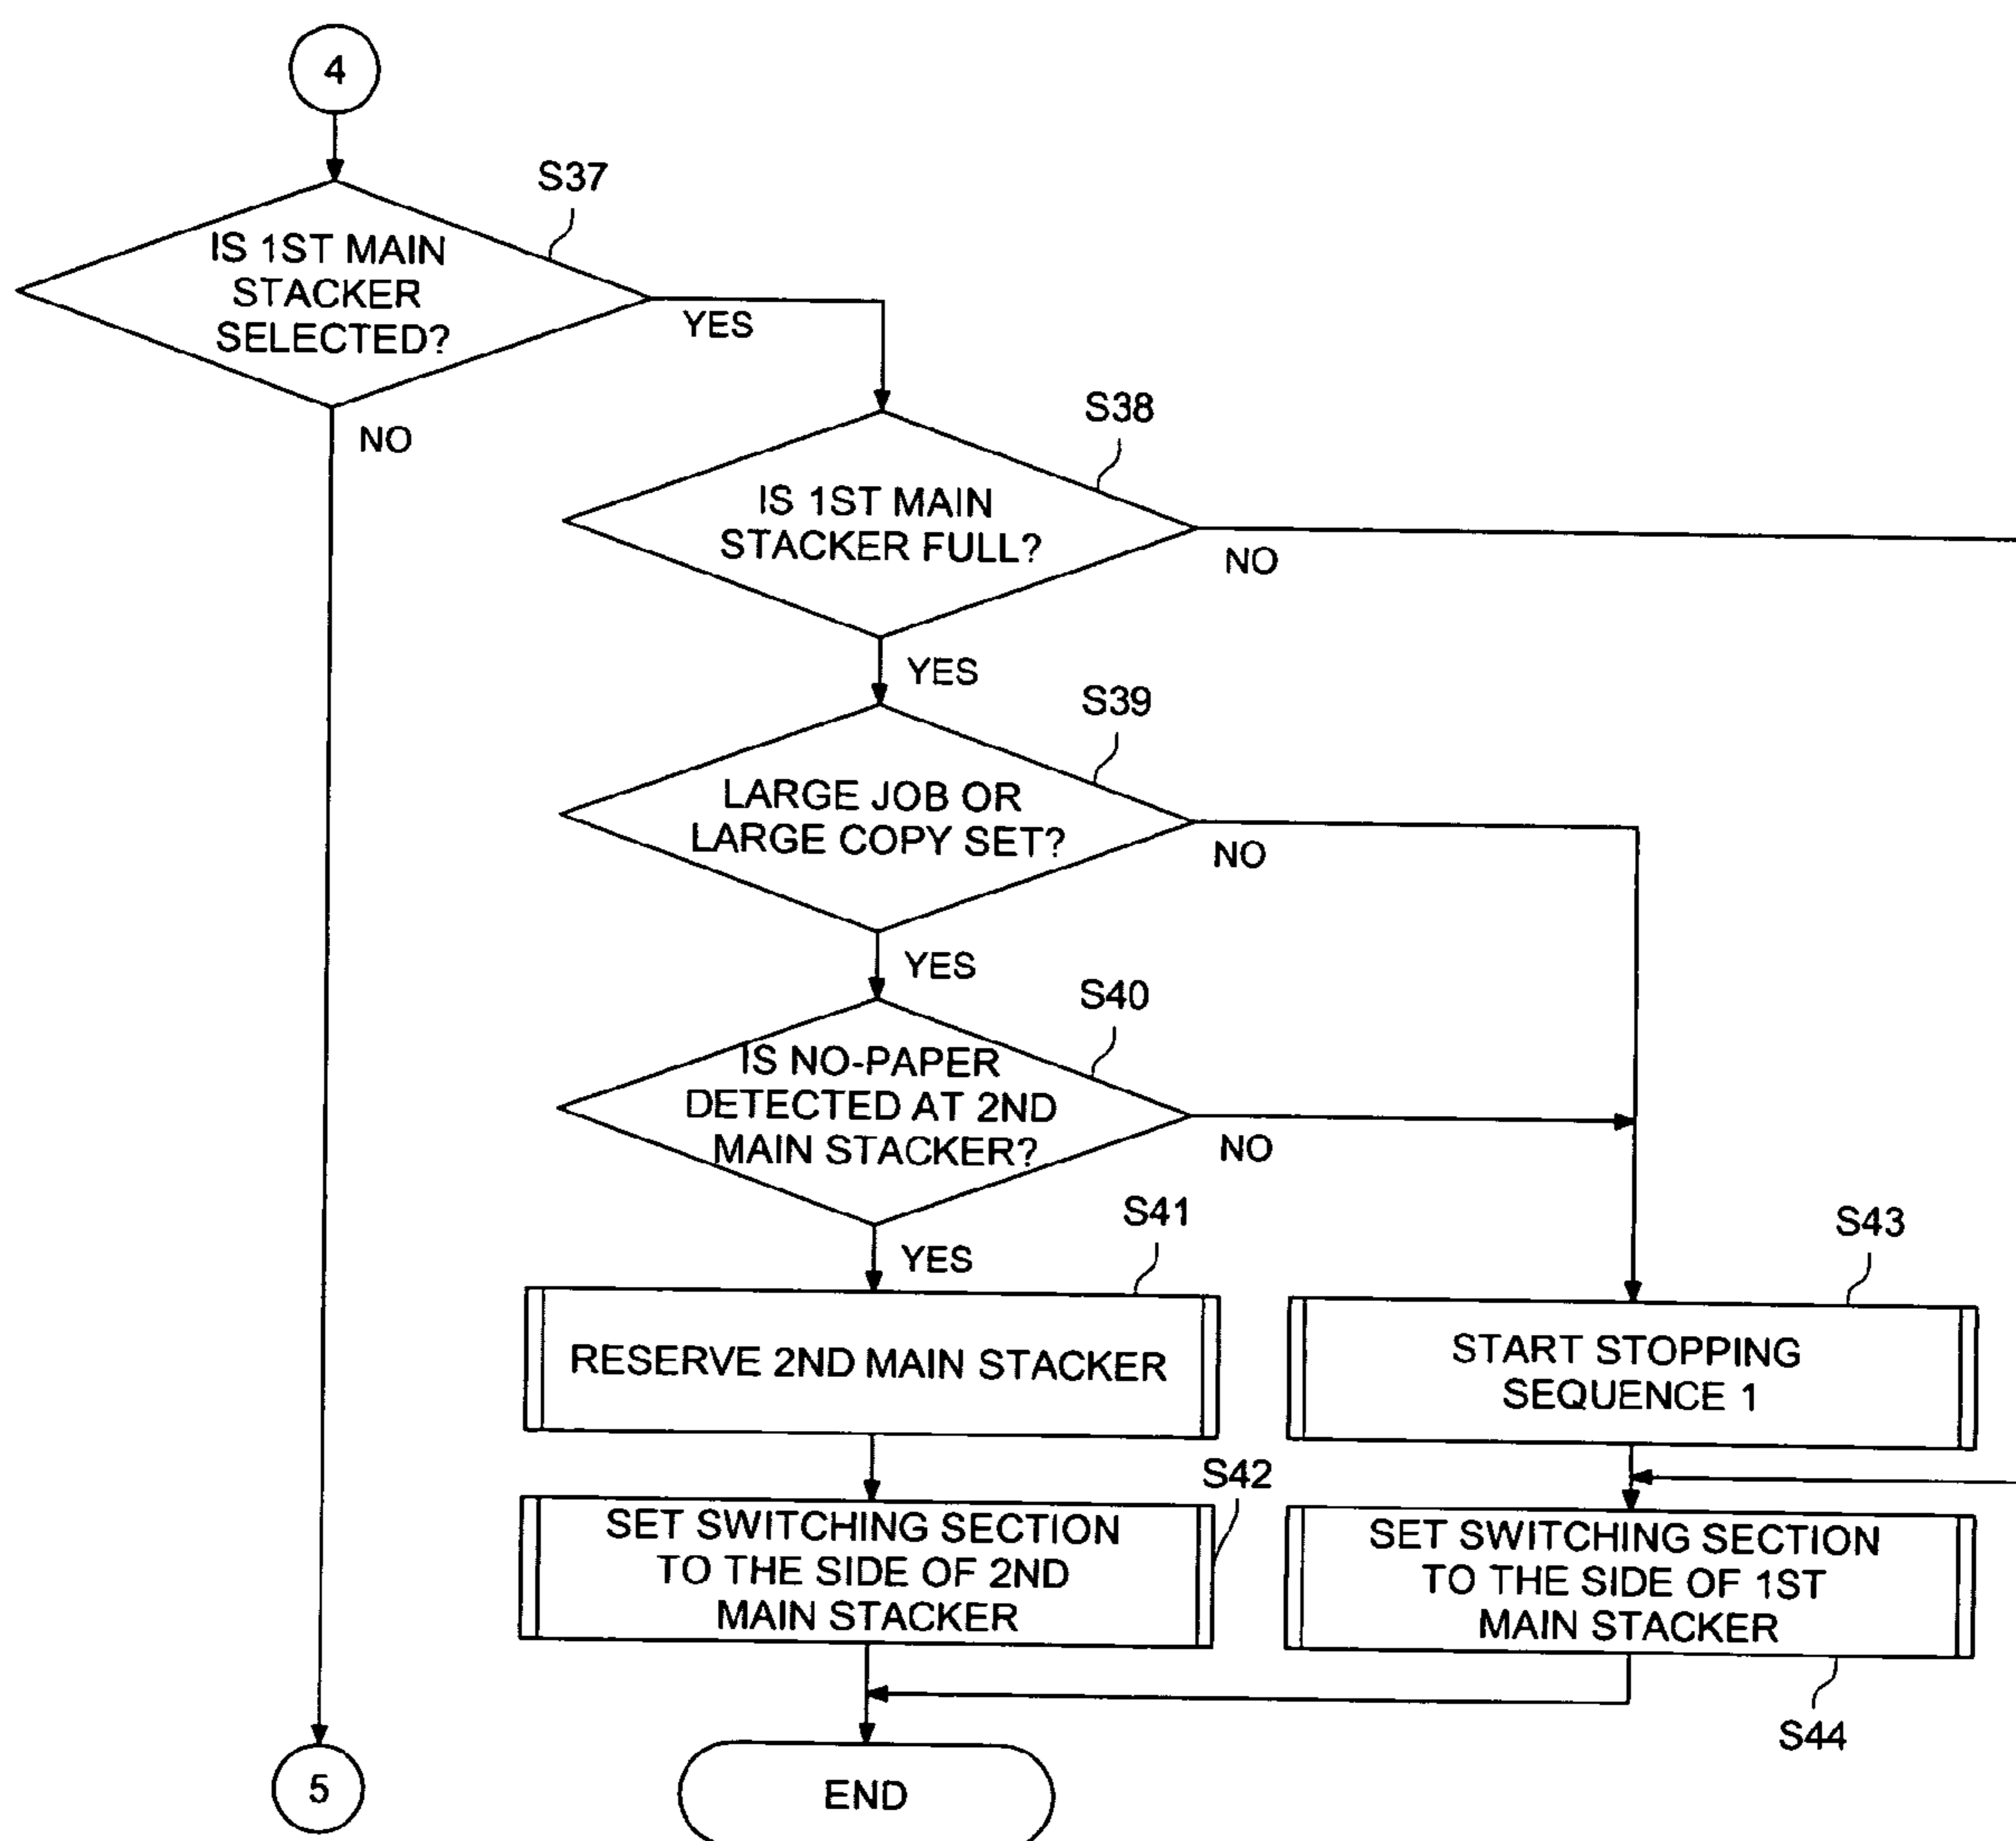 4
S37
IS 1ST MAIN
STACKER
SELECTED?
YES
NO
S38
IS 1ST MAIN
STACKER FULL?
NO
YES
S39
LARGE JOB OR
LARGE COPY SET?
NO
YES
S40
IS NO-PAPER
DETECTED AT 2ND
MAIN STACKER?
NO
YES
S41
RESERVE 2ND MAIN STACKER
S43
START STOPPING
SEQUENCE 1
S42
SET SWITCHING SECTION
TO THE SIDE OF 2ND
MAIN STACKER
SET SWITCHING SECTION
TO THE SIDE OF 1ST
MAIN STACKER
S44
5
END